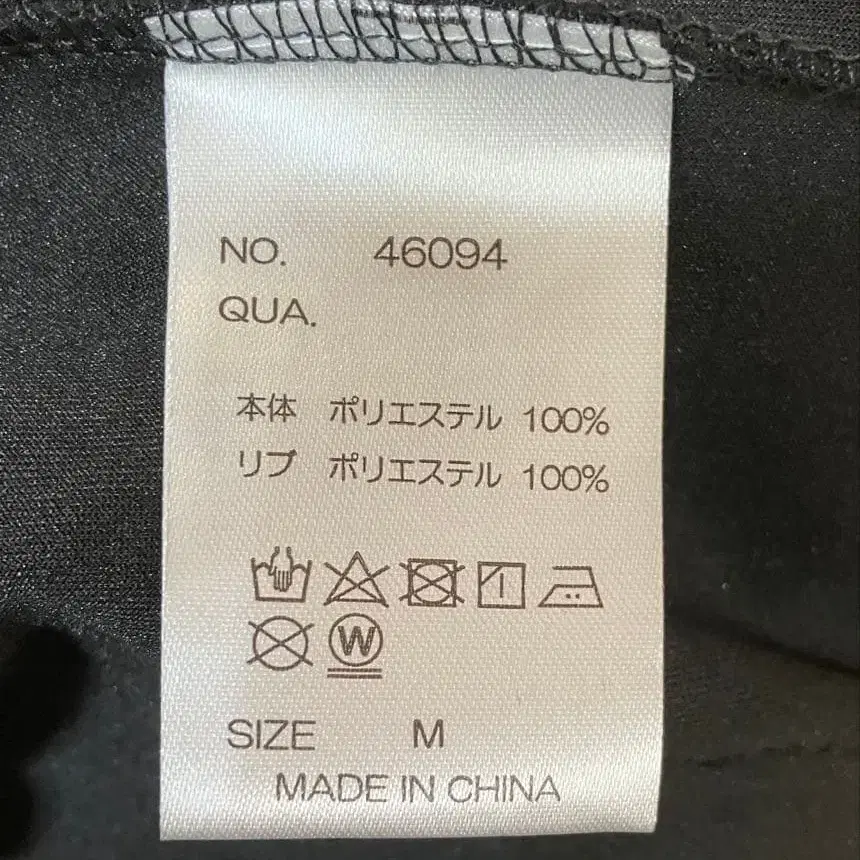 NO. 46094
QUA.
本体 ポリエステル 100%
リブ ポリエステル 100%
W
SIZE M
MADE IN CHINA